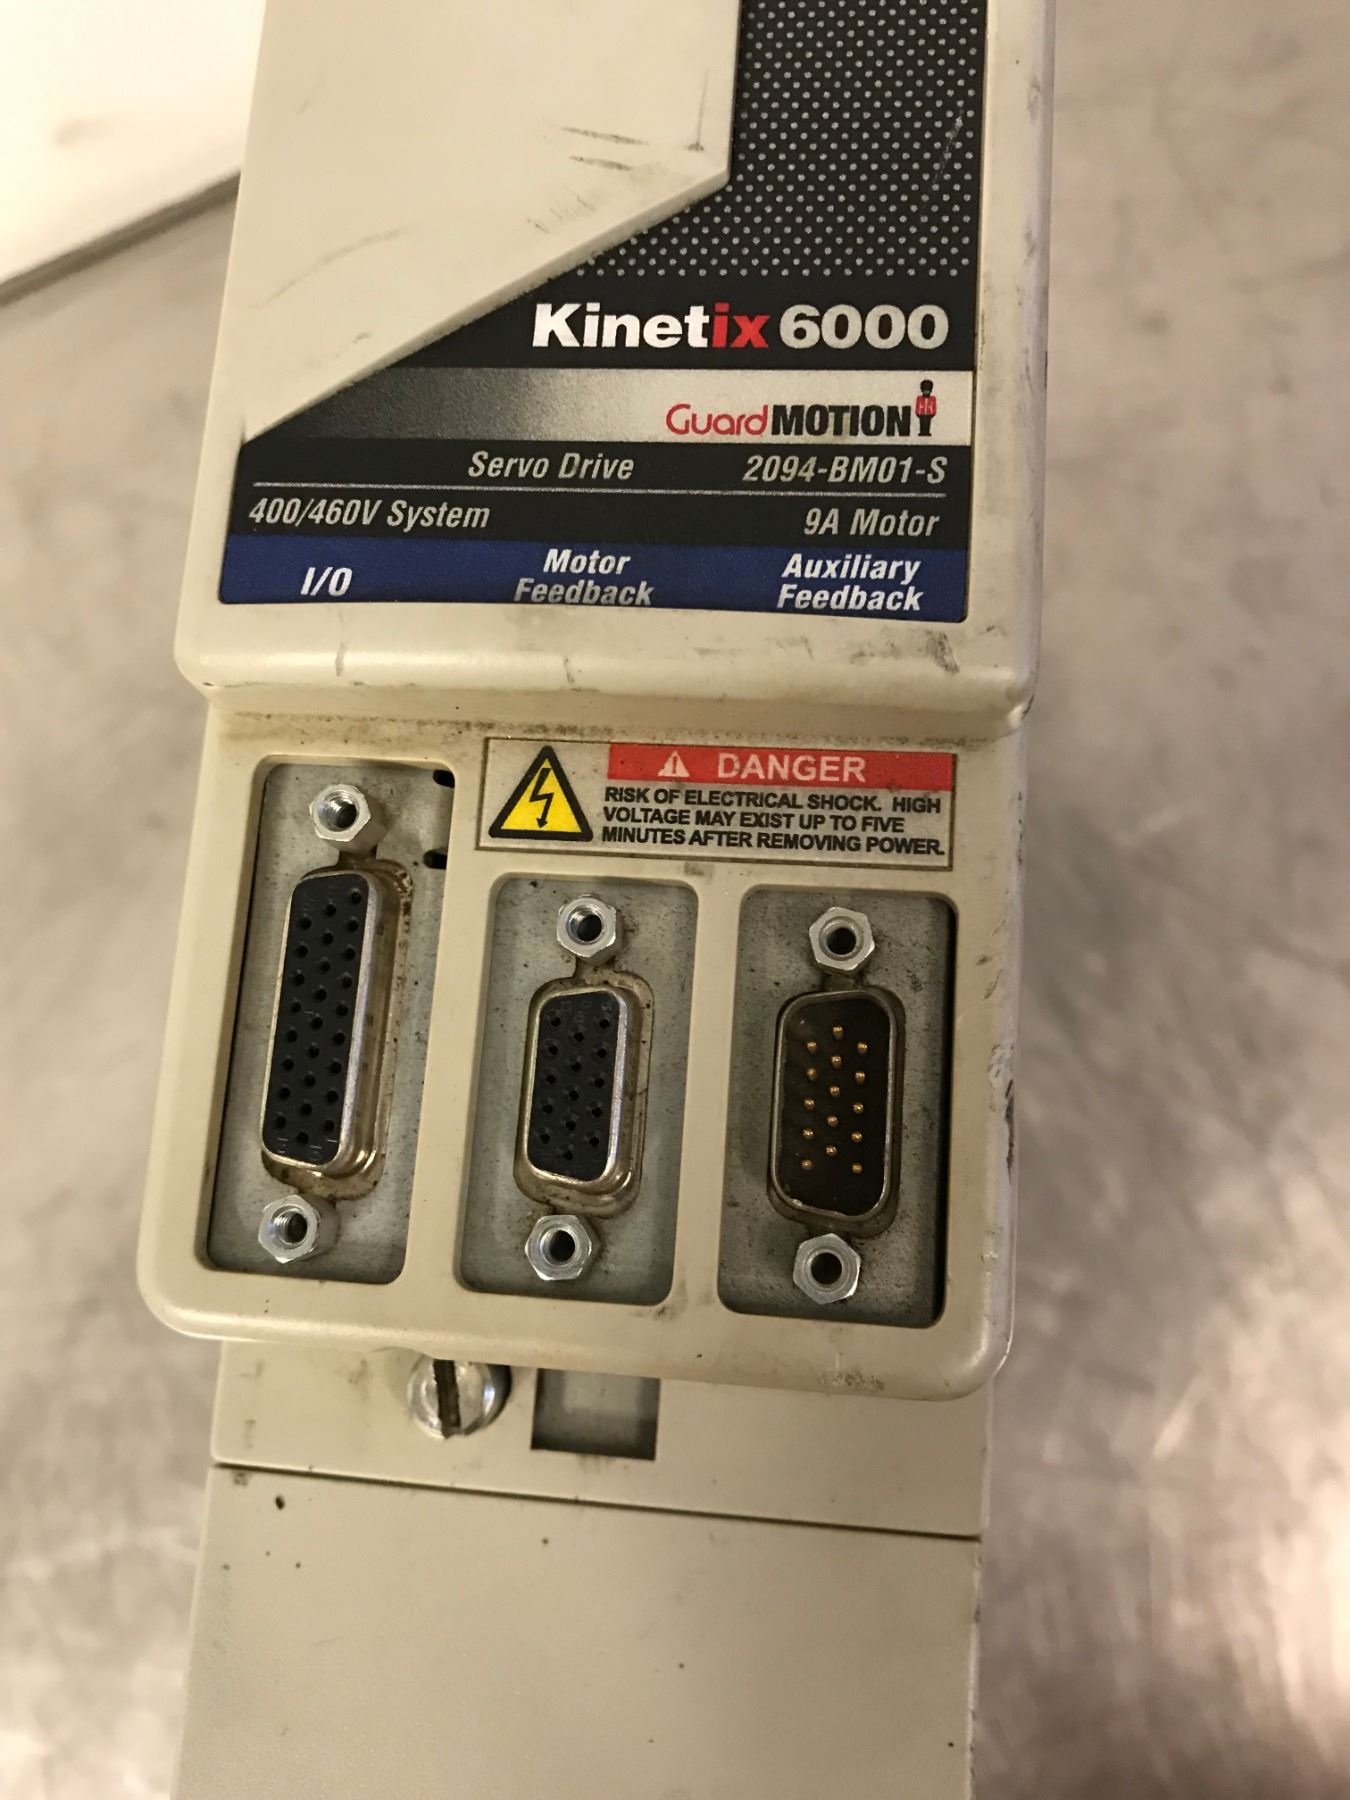 Kinetix 6000
GuardMOTION
Servo Drive 2094-BM01-S
400/460V System 9A Motor
I/O Motor Feedback Auxiliary Feedback
DANGER
RISK OF ELECTRICAL SHOCK. HIGH
VOLTAGE MAY EXIST UP TO FIVE
MINUTES AFTER REMOVING POWER.